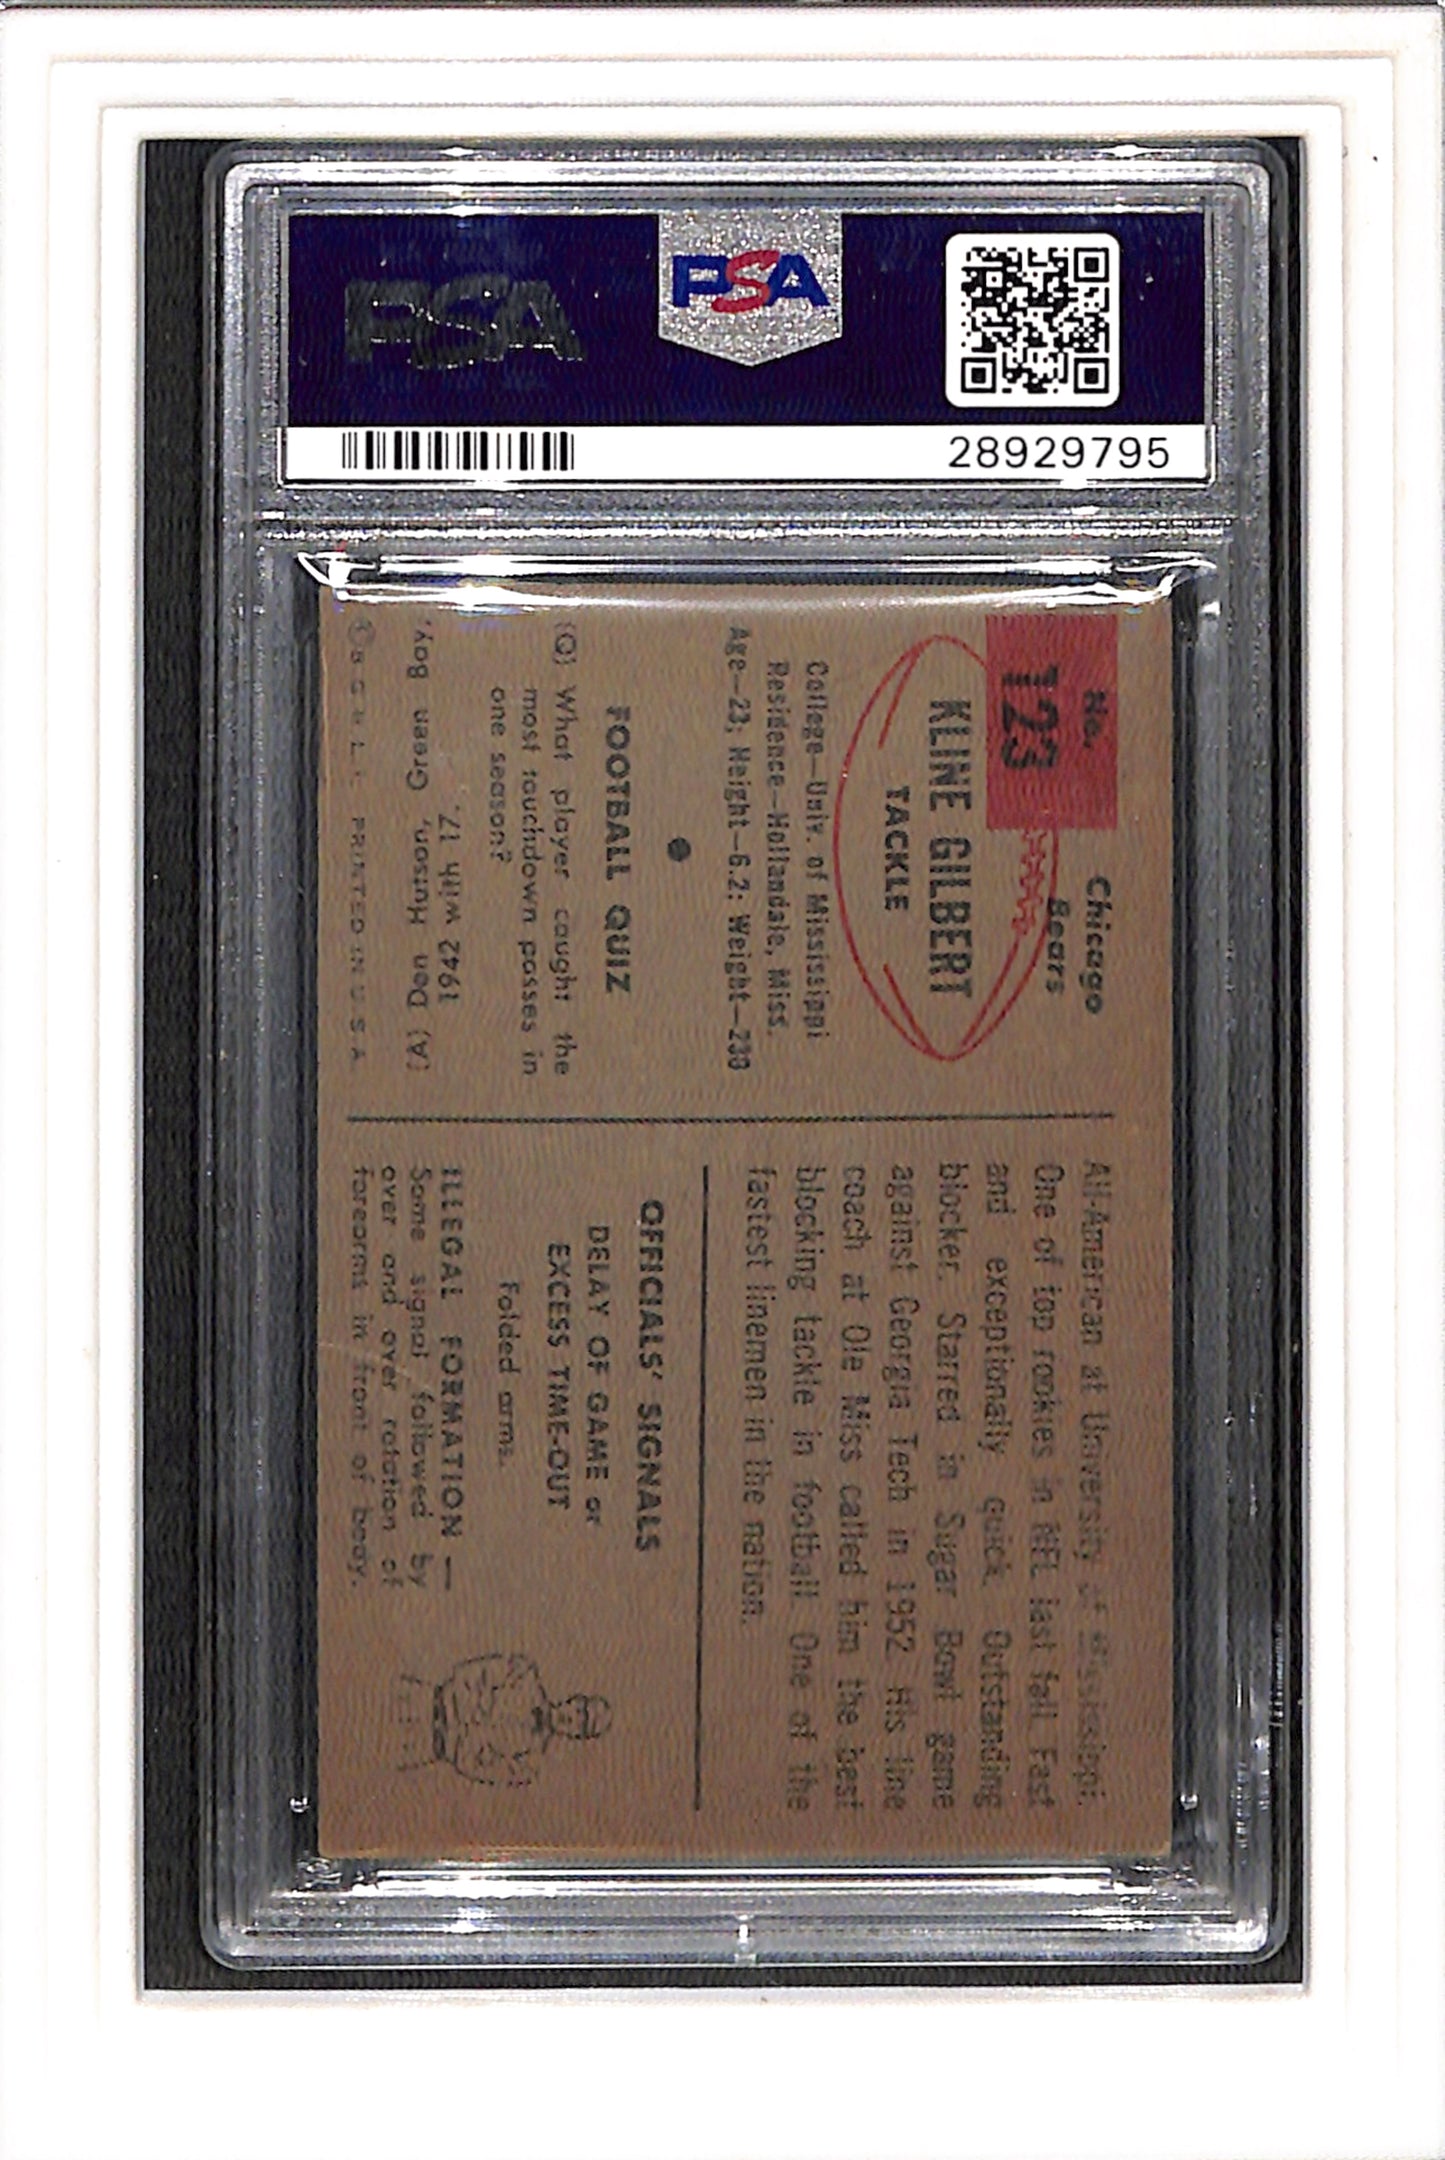 PSA
PSA
28929795
No.
123
Chicago
Bears
KLINE GILBERT
TACKLE
College—Univ. of Mississippi
Residence—Hollandale, Miss.
Age—23; Height—6.2; Weight—230
FOOTBALL QUIZ
(Q) What player caught the
most touchdown passes in
one season?
(A) Don Hutson, Green Bay,
1942 with 17.
© B G H L I PRINTED IN U S A
All-American at University of Mississippi.
One of top rookies in NFL last fall. Fast
and exceptionally quick. Outstanding
blocker. Starred in Sugar Bowl game
against Georgia Tech in 1952. His line
coach at Ole Miss called him the best
blocking tackle in football. One of the
fastest linemen in the nation.
OFFICIALS' SIGNALS
DELAY OF GAME or
EXCESS TIME-OUT
Folded arms.
ILLEGAL FORMATION —
Same signal followed by
over and over rotation of
forearms in front of body.